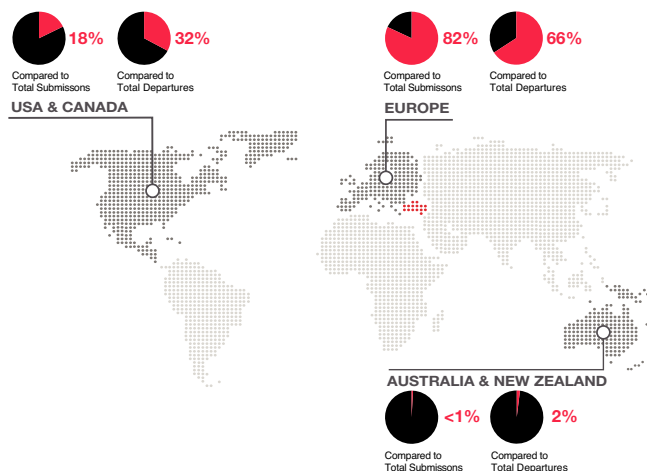 18%
32%
Compared to
Total Submissons
Compared to
Total Departures
USA & CANADA
82%
66%
Compared to
Total Submissons
Compared to
Total Departures
EUROPE
AUSTRALIA & NEW ZEALAND
<1%
2%
Compared to
Total Submissons
Compared to
Total Departures